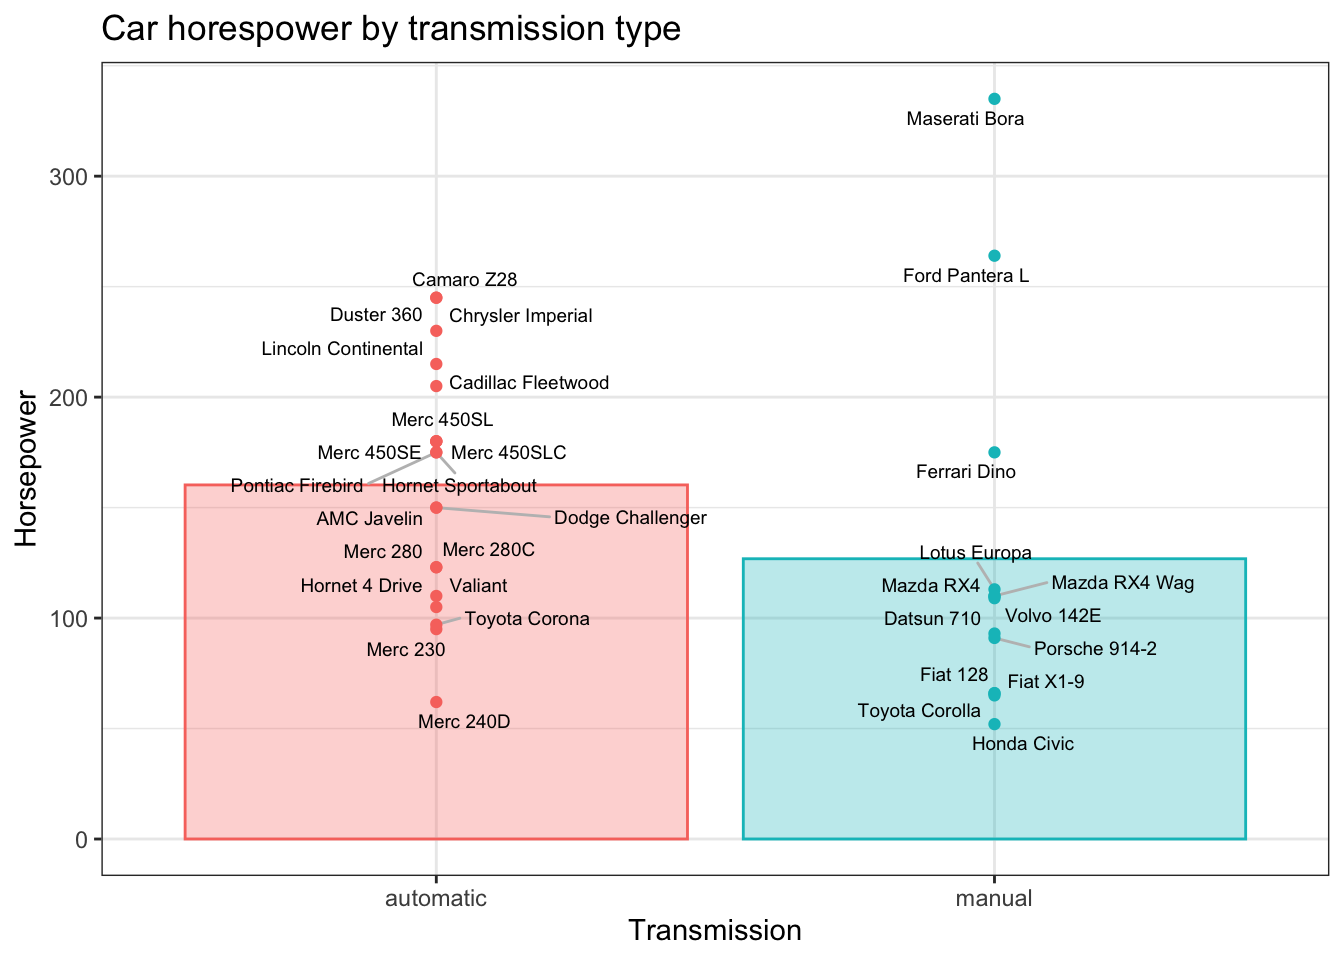 Car horespower by transmission type
Maserati Bora
300
Ford Pantera L
Camaro Z28
Duster 360
Chrysler Imperial
Lincoln Continental
Cadillac Fleetwood
200
Merc 450SL
Merc 450SE
Merc 450SLC
Ferrari Dino
Pontiac Firebird
Hornet Sportabout
AMC Javelin
Dodge Challenger
Merc 280
Merc 280C
Lotus Europa
Hornet 4 Drive
Valiant
Mazda RX4
Mazda RX4 Wag
100
Toyota Corona
Datsun 710
Volvo 142E
Merc 230
Porsche 914-2
Fiat 128
Fiat X1-9
Merc 240D
Toyota Corolla
Honda Civic
0
Horsepower
automatic
manual
Transmission